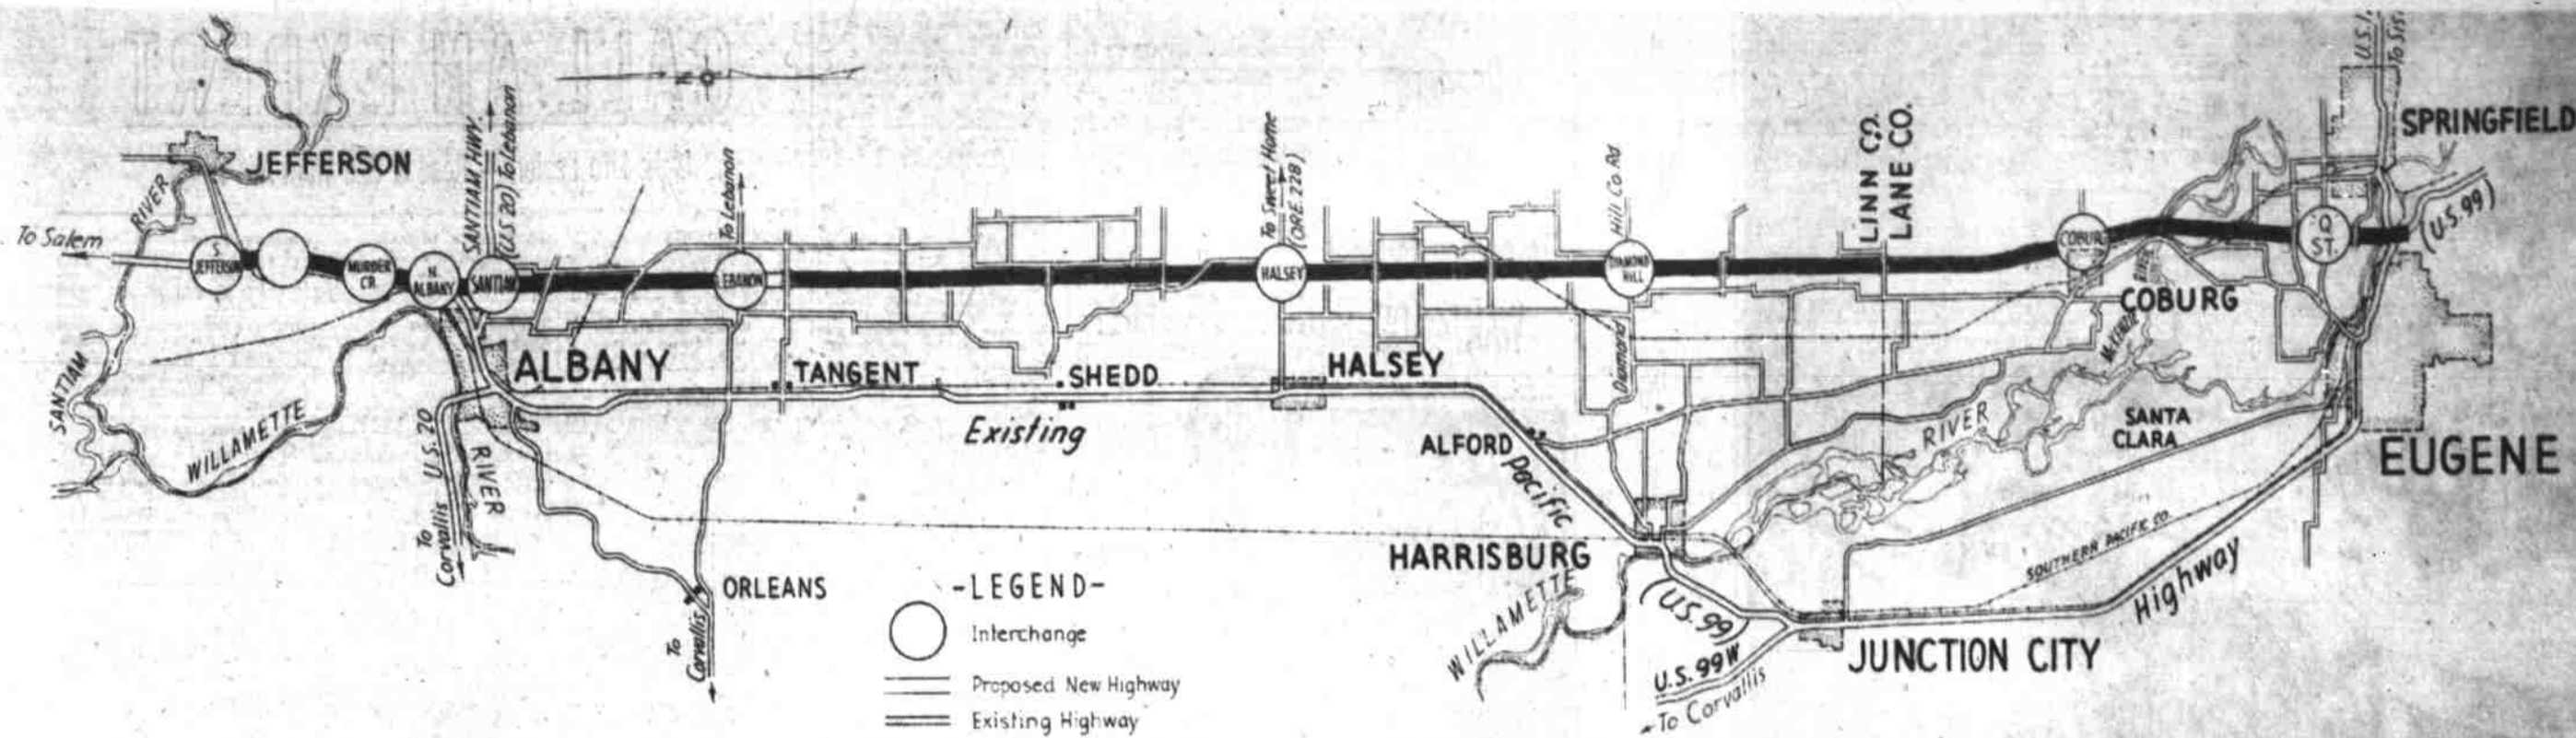 N
JEFFERSON
RIVER
To Salem
S.
JEFFERSON
MURDER
CR.
N.
ALBANY
SANTIAM
SANTIAM HWY.
(U.S 20) To Lebanon
To Lebanon
LEBANON
To Sweet Home
(ORE. 228)
HALSEY
Hill Co. Rd
DIAMOND
HILL
Diamond
LINN CO.
LANE CO.
COBURG
Q
ST.
U.S.
SPRINGFIELD
(U.S. 99)
COBURG
McKENZIE
RIVER
SANTIAM
WILLAMETTE
RIVER
ALBANY
TANGENT
SHEDD
HALSEY
Existing
ALFORD
Pacific
HARRISBURG
WILLAMETTE
RIVER
SANTA
CLARA
EUGENE
U.S. 20
To
Corvallis
ORLEANS
To
Corvallis
(U.S. 99)
U.S. 99W
To Corvallis
JUNCTION CITY
SOUTHERN PACIFIC CO.
Highway
-LEGEND-
Interchange
Proposed New Highway
Existing Highway